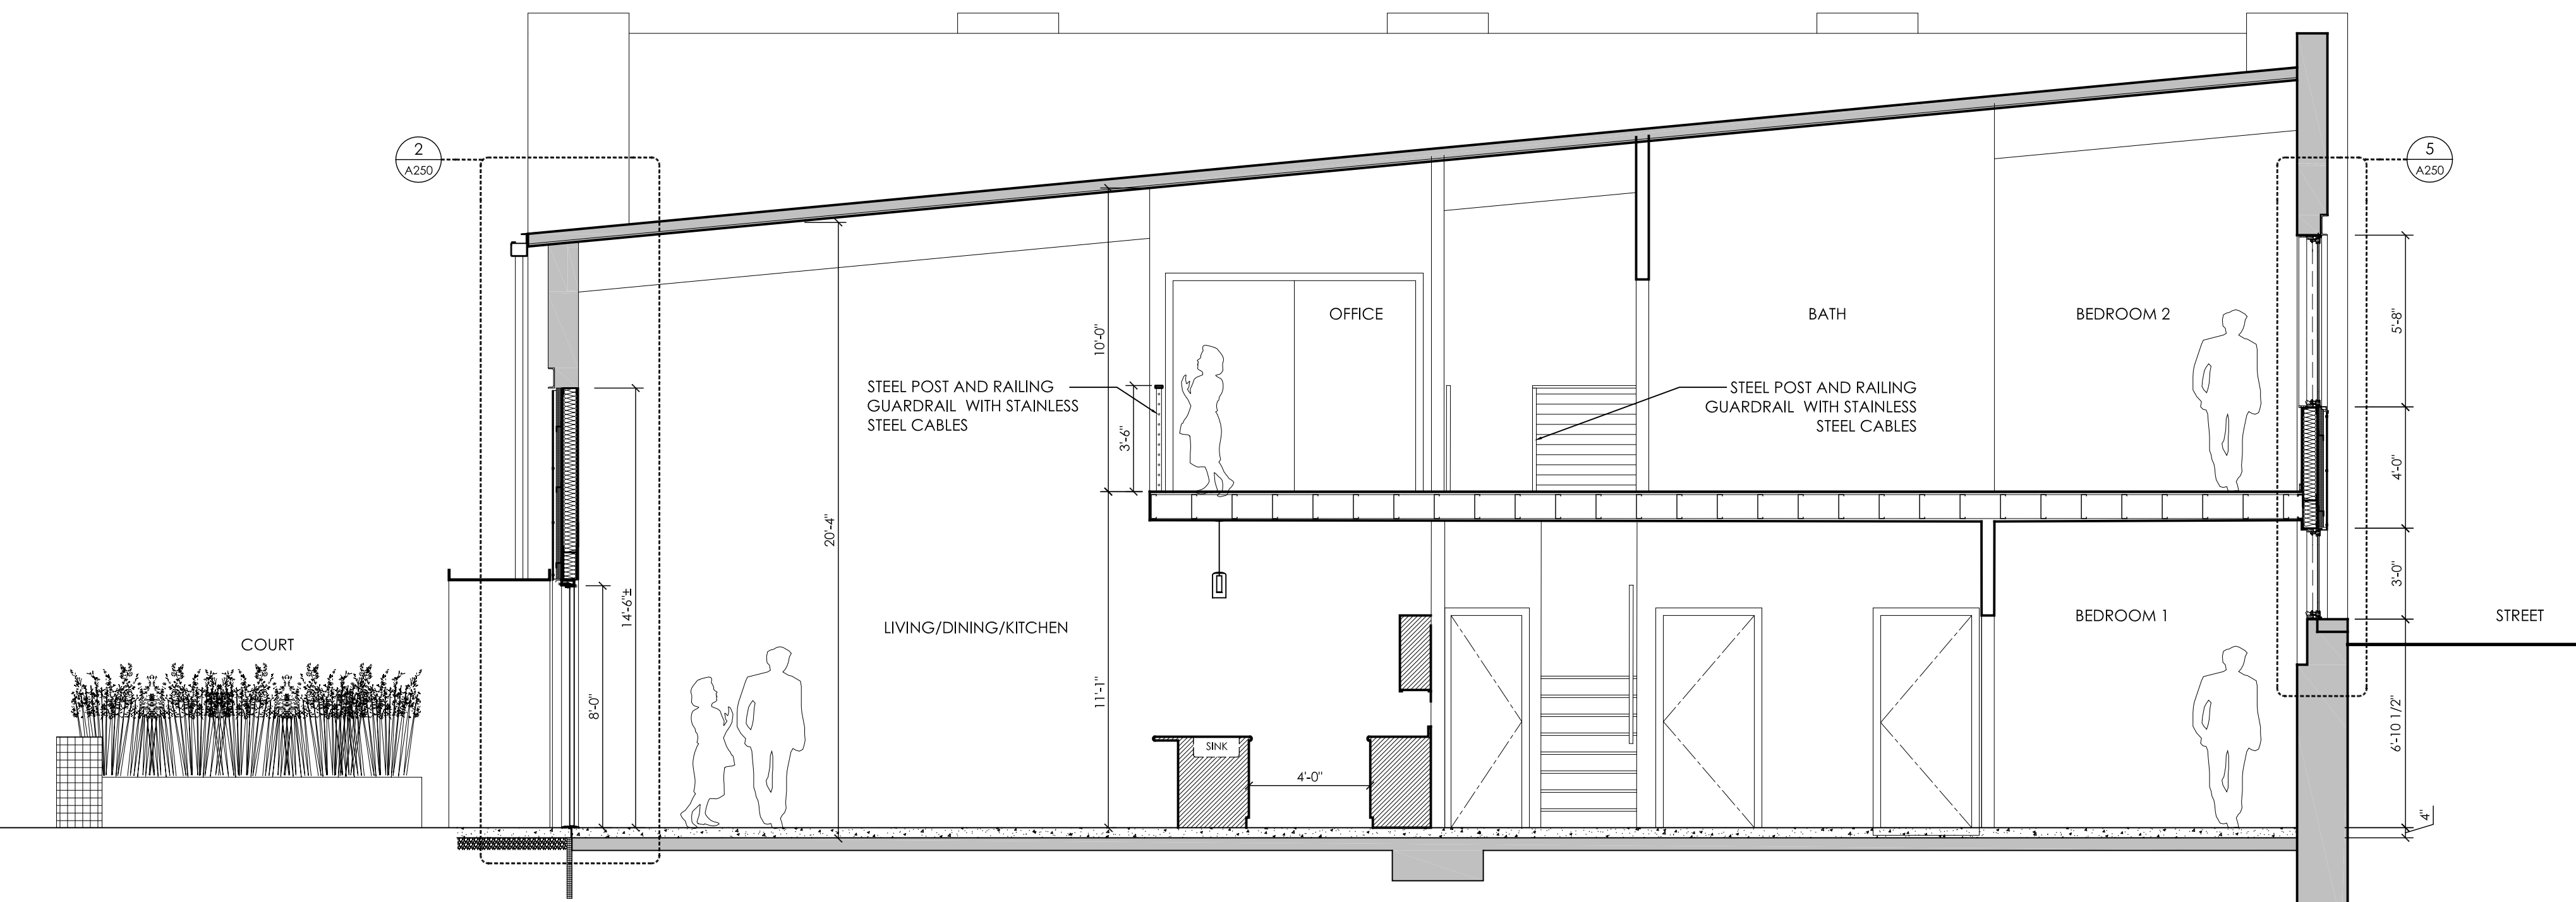 2
A250
5
A250
OFFICE
BATH
BEDROOM 2
5'-8"
10'-0"
STEEL POST AND RAILING
GUARDRAIL WITH STAINLESS
STEEL CABLES
STEEL POST AND RAILING
GUARDRAIL WITH STAINLESS
STEEL CABLES
3'-6"
4'-0"
20'-4"
3'-0"
14'-6"±
LIVING/DINING/KITCHEN
BEDROOM 1
STREET
COURT
8'-0"
11'-1"
6'-10 1/2"
SINK
4'-0"
4"